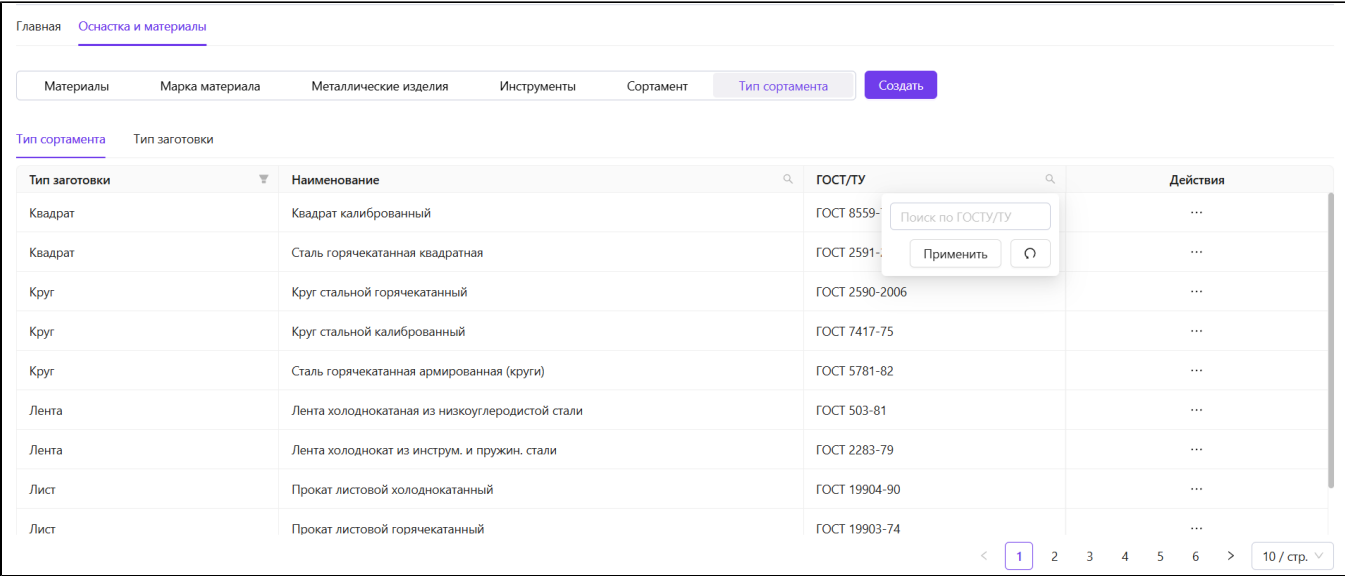 Главная Оснастка и материалы
Материалы Марка материала Металлические изделия Инструменты Сортамент Тип сортамента Создать
Тип сортамента Тип заготовки
Тип заготовки Наименование ГОСТ/ТУ Действия
Квадрат Квадрат калиброванный ГОСТ 8559- ...
Поиск по ГОСТУ/ТУ
Квадрат Сталь горячекатанная квадратная ГОСТ 2591- ...
Применить
Круг Круг стальной горячекатанный ГОСТ 2590-2006 ...
Круг Круг стальной калиброванный ГОСТ 7417-75 ...
Круг Сталь горячекатанная армированная (круги) ГОСТ 5781-82 ...
Лента Лента холоднокатаная из низкоуглеродистой стали ГОСТ 503-81 ...
Лента Лента холоднокат из инструм. и пружин. стали ГОСТ 2283-79 ...
Лист Прокат листовой холоднокатанный ГОСТ 19904-90 ...
Лист Прокат листовой горячекатанный ГОСТ 19903-74 ...
< 1 2 3 4 5 6 > 10 / стр.